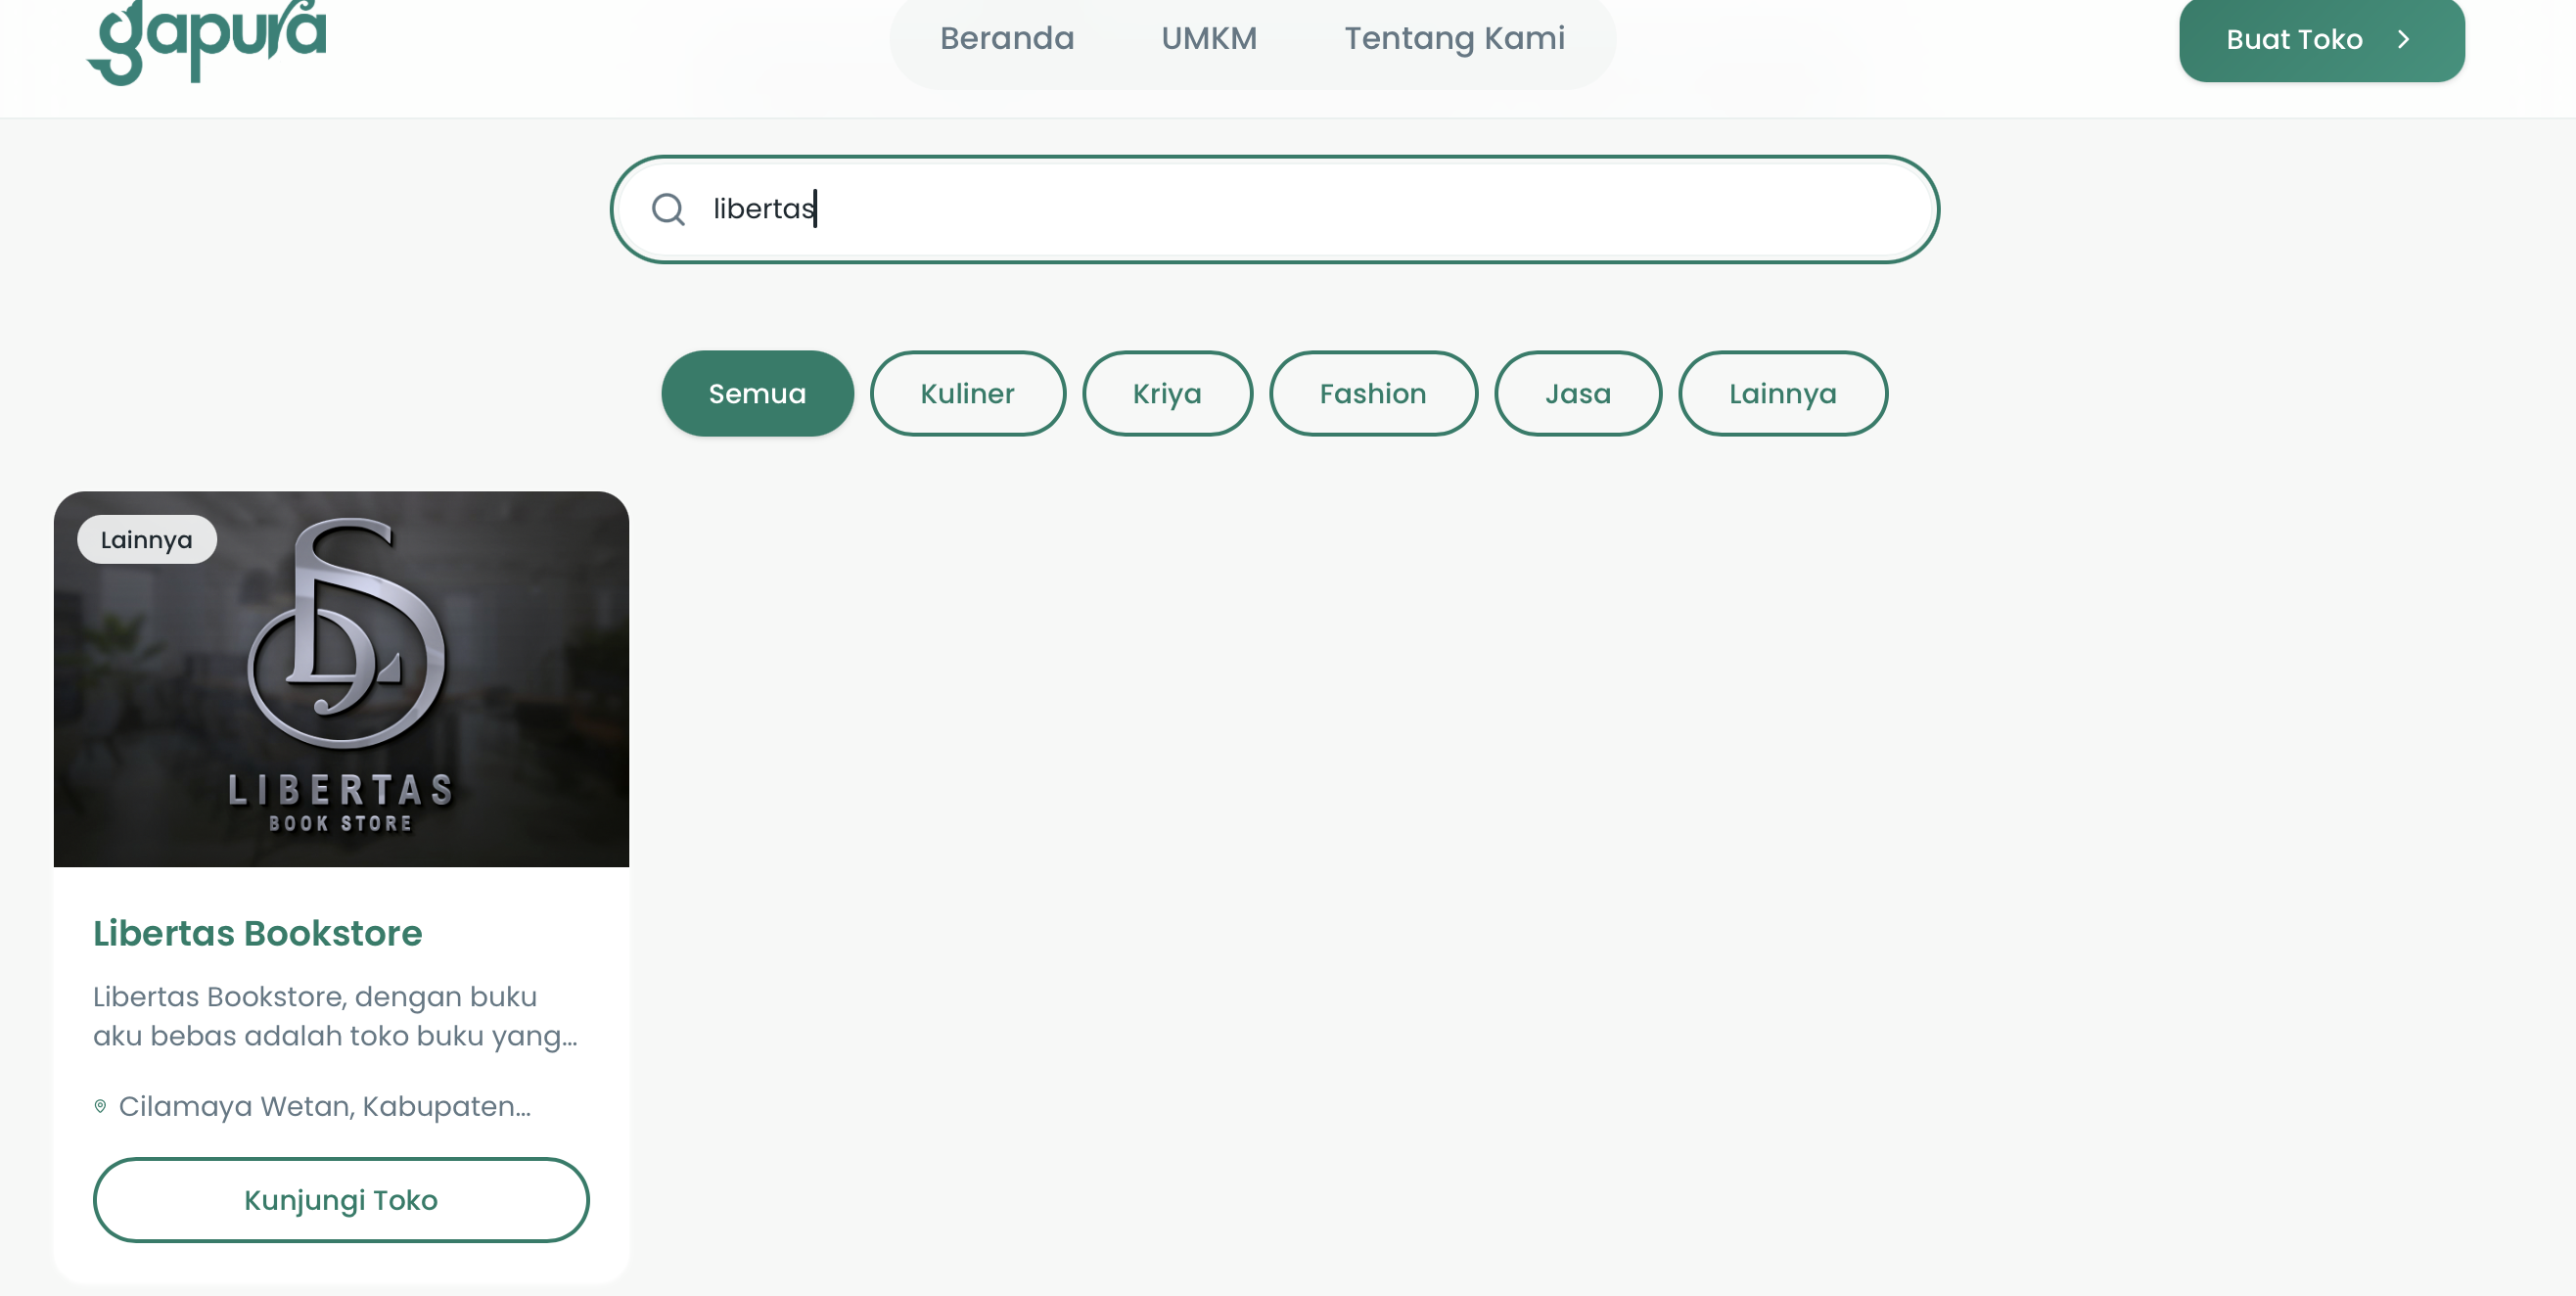 gapura
Beranda UMKM Tentang Kami
Buat Toko
libertas
Semua Kuliner Kriya Fashion Jasa Lainnya
Lainnya
LIBERTAS
BOOK STORE
Libertas Bookstore
Libertas Bookstore, dengan buku
aku bebas adalah toko buku yang...
Cilamaya Wetan, Kabupaten...
Kunjungi Toko